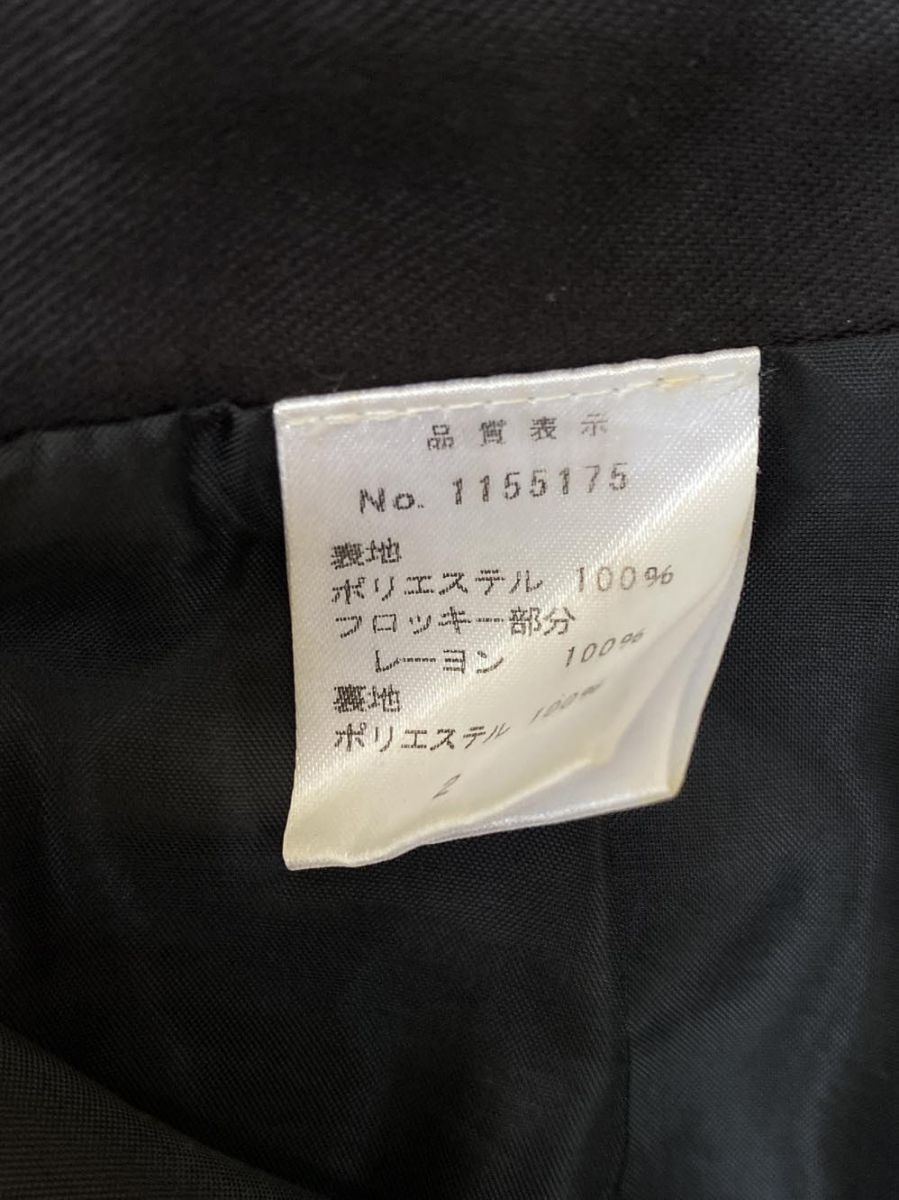 品質表示
No. 1155175
表地
ポリエステル 100%
フロッキー部分
レーヨン 100%
裏地
ポリエステル 100%
2